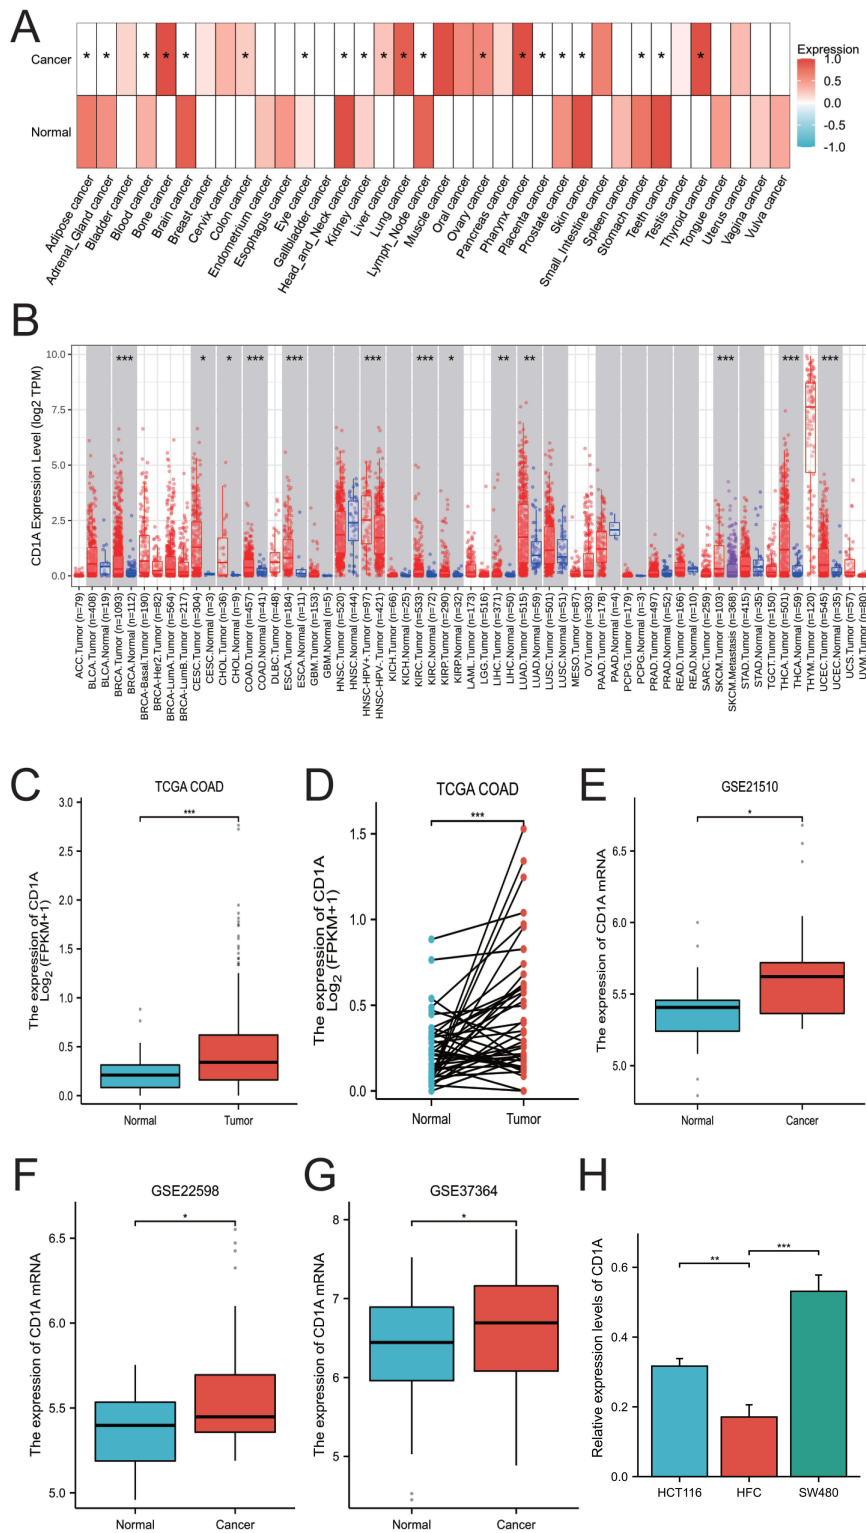 A
Cancer
* * * * * * * * * * * * * * * * * * * *
Normal
Expression
1.0
0.5
0.0
-0.5
-1.0
Adipose cancer
Adrenal_Gland cancer
Bladder cancer
Blood cancer
Bone cancer
Brain cancer
Breast cancer
Cervix cancer
Colon cancer
Endometrium cancer
Esophagus cancer
Eye cancer
Gallbladder cancer
Head_and_Neck cancer
Kidney cancer
Liver cancer
Lung cancer
Lymph_Node cancer
Muscle cancer
Oral cancer
Ovary cancer
Pancreas cancer
Pharynx cancer
Placenta cancer
Prostate cancer
Skin cancer
Small_Intestine cancer
Spleen cancer
Stomach cancer
Teeth cancer
Testis cancer
Thyroid cancer
Tongue cancer
Uterus cancer
Vagina cancer
Vulva cancer
B
CD1A Expression Level (log2 TPM)
10.0
7.5
5.0
2.5
0.0
*** * * *** *** *** *** * ** ** *** *** ***
ACC.Tumor (n=79)
BLCA.Tumor (n=408)
BLCA.Normal (n=19)
BRCA.Tumor (n=1093)
BRCA.Normal (n=112)
BRCA-Basal.Tumor (n=190)
BRCA-Her2.Tumor (n=82)
BRCA-LumA.Tumor (n=564)
BRCA-LumB.Tumor (n=217)
CESC.Tumor (n=304)
CESC.Normal (n=3)
CHOL.Tumor (n=36)
CHOL.Normal (n=9)
COAD.Tumor (n=457)
COAD.Normal (n=41)
DLBC.Tumor (n=48)
ESCA.Tumor (n=184)
ESCA.Normal (n=11)
GBM.Tumor (n=153)
GBM.Normal (n=5)
HNSC.Tumor (n=520)
HNSC.Normal (n=44)
HNSC-HPV+.Tumor (n=97)
HNSC-HPV-.Tumor (n=421)
KICH.Tumor (n=66)
KICH.Normal (n=25)
KIRC.Tumor (n=533)
KIRC.Normal (n=72)
KIRP.Tumor (n=290)
KIRP.Normal (n=32)
LAML.Tumor (n=173)
LGG.Tumor (n=516)
LIHC.Tumor (n=371)
LIHC.Normal (n=50)
LUAD.Tumor (n=515)
LUAD.Normal (n=59)
LUSC.Tumor (n=501)
LUSC.Normal (n=51)
MESO.Tumor (n=87)
OV.Tumor (n=303)
PAAD.Tumor (n=178)
PAAD.Normal (n=4)
PCPG.Tumor (n=179)
PCPG.Normal (n=3)
PRAD.Tumor (n=497)
PRAD.Normal (n=52)
READ.Tumor (n=166)
READ.Normal (n=10)
SARC.Tumor (n=259)
SKCM.Tumor (n=103)
SKCM.Metastasis (n=368)
STAD.Tumor (n=415)
STAD.Normal (n=35)
TGCT.Tumor (n=150)
THCA.Tumor (n=501)
THCA.Normal (n=59)
THYM.Tumor (n=120)
UCEC.Tumor (n=545)
UCEC.Normal (n=35)
UCS.Tumor (n=57)
UVM.Tumor (n=80)
C
TCGA COAD
The expression of CD1A
Log2 (FPKM+1)
3.0
2.5
2.0
1.5
1.0
0.5
0.0
***
Normal
Tumor
D
TCGA COAD
The expression of CD1A
Log2 (FPKM+1)
1.5
1.0
0.5
0.0
***
Normal
Tumor
E
GSE21510
The expression of CD1A mRNA
6.5
6.0
5.5
5.0
*
Normal
Cancer
F
GSE22598
The expression of CD1A mRNA
6.5
6.0
5.5
5.0
*
Normal
Cancer
G
GSE37364
The expression of CD1A mRNA
8
7
6
5
*
Normal
Cancer
H
Relative expression levels of CD1A
0.6
0.4
0.2
0.0
**
***
HCT116
HFC
SW480